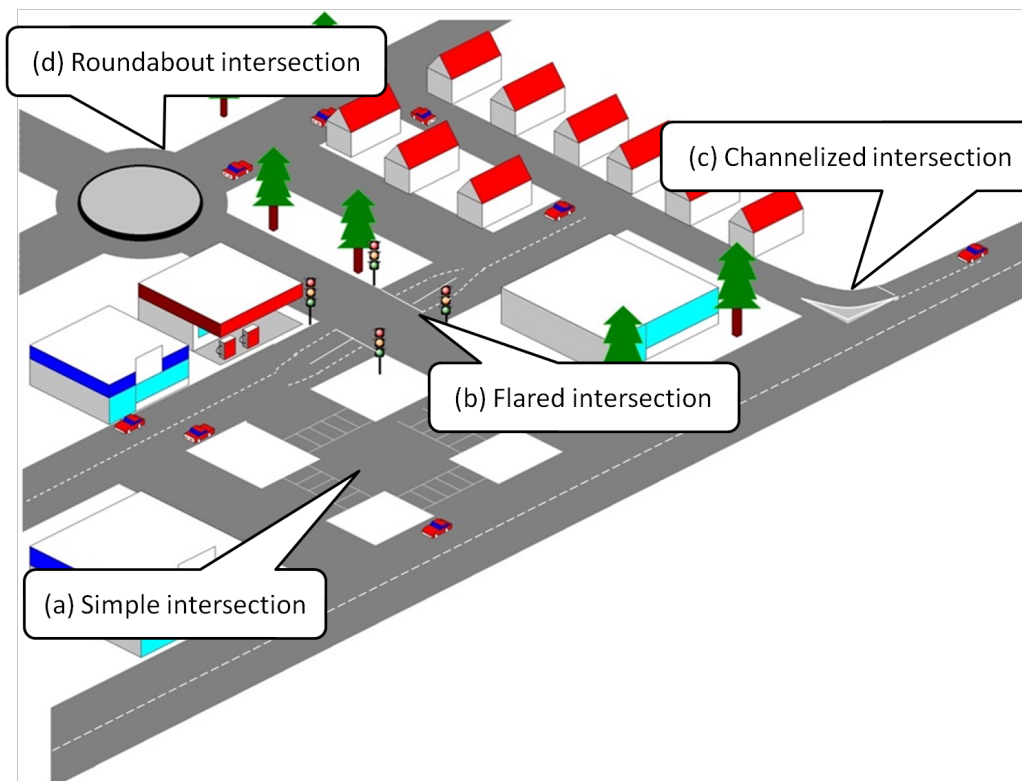 (d) Roundabout intersection
(c) Channelized intersection
(b) Flared intersection
(a) Simple intersection